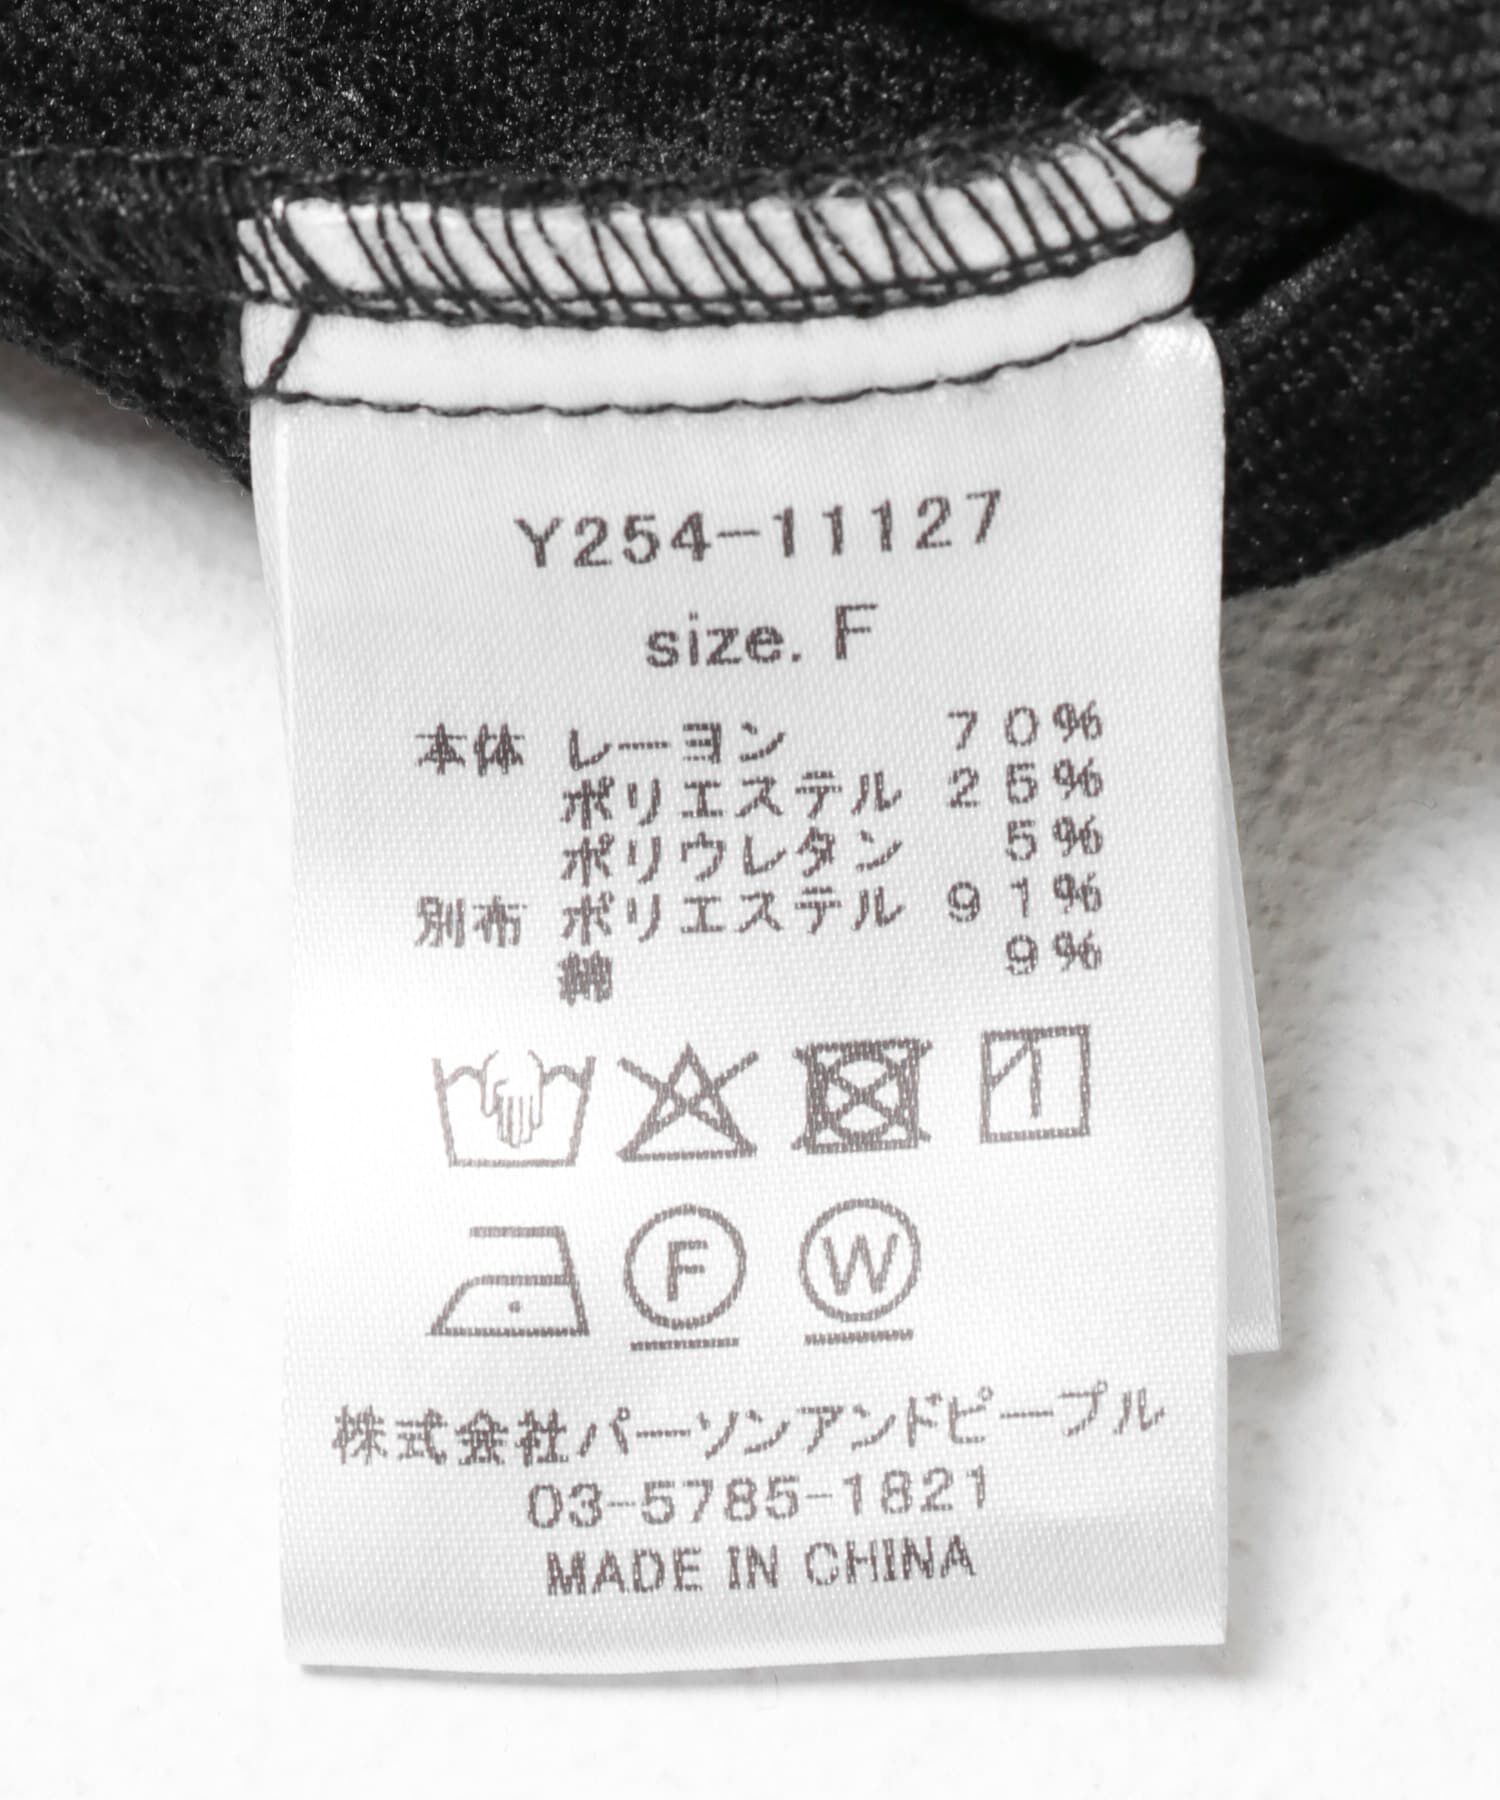 Y254-11127
size. F
本体 レーヨン 70%
ポリエステル 25%
ポリウレタン 5%
別布 ポリエステル 91%
綿 9%
F W
株式会社パーソンアンドピープル
03-5785-1821
MADE IN CHINA